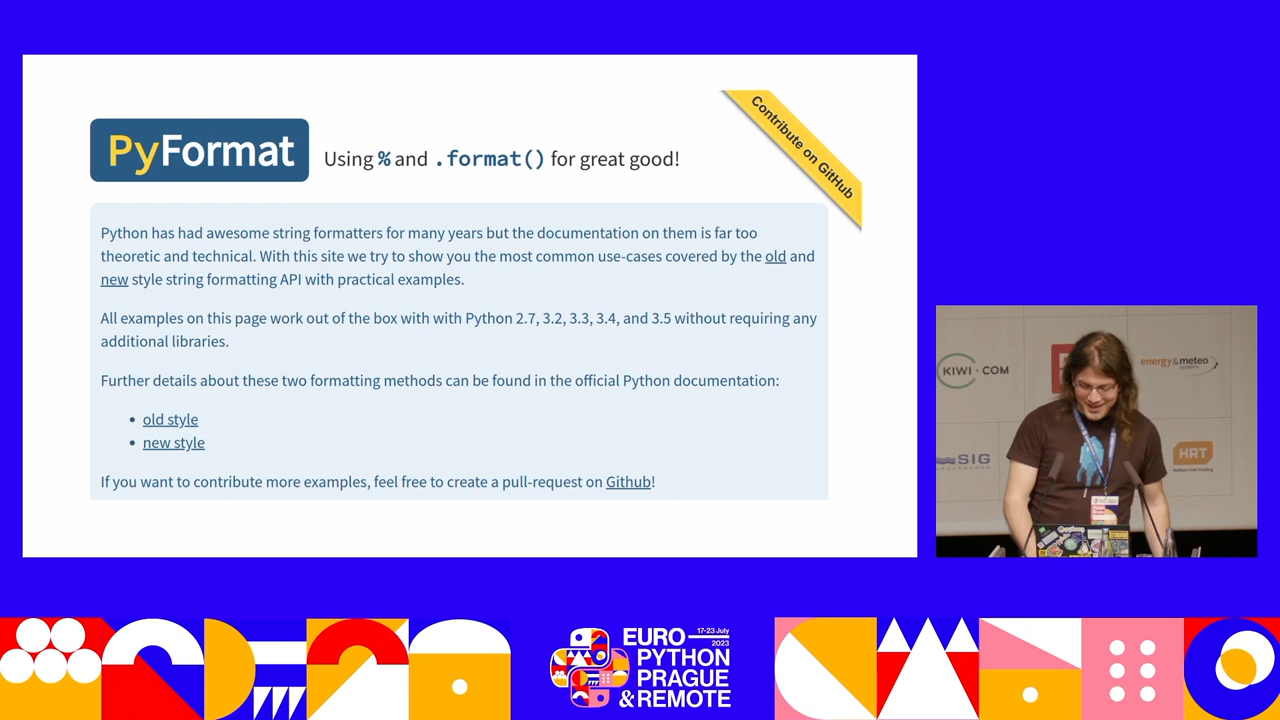 PyFormat
Using % and .format() for great good!
Contribute on GitHub
Python has had awesome string formatters for many years but the documentation on them is far too
theoretic and technical. With this site we try to show you the most common use-cases covered by the old and
new style string formatting API with practical examples.
All examples on this page work out of the box with with Python 2.7, 3.2, 3.3, 3.4, and 3.5 without requiring any
additional libraries.
Further details about these two formatting methods can be found in the official Python documentation:
• old style
• new style
If you want to contribute more examples, feel free to create a pull-request on Github!
KIWI.COM
energy & meteo
systems
SIG
HRT
EURO
17-23 July
2023
PYTHON
PRAGUE
& REMOTE